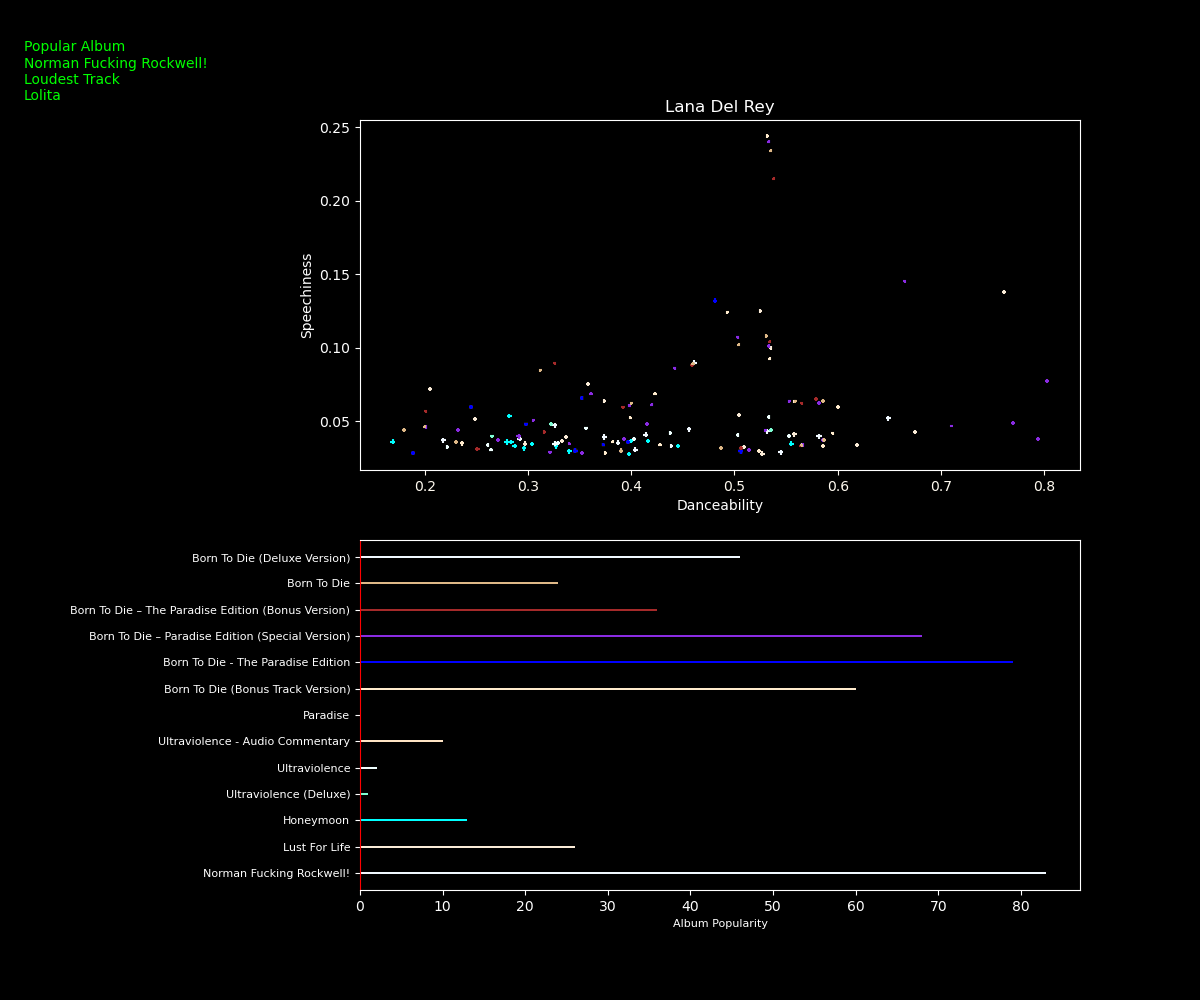 Popular Album
Norman Fucking Rockwell!
Loudest Track
Lolita
Lana Del Rey
0.25
0.20
0.15
0.10
0.05
Speechiness
0.2 0.3 0.4 0.5 0.6 0.7 0.8
Danceability
Born To Die (Deluxe Version)
Born To Die
Born To Die – The Paradise Edition (Bonus Version)
Born To Die – Paradise Edition (Special Version)
Born To Die - The Paradise Edition
Born To Die (Bonus Track Version)
Paradise
Ultraviolence - Audio Commentary
Ultraviolence
Ultraviolence (Deluxe)
Honeymoon
Lust For Life
Norman Fucking Rockwell!
0 10 20 30 40 50 60 70 80
Album Popularity